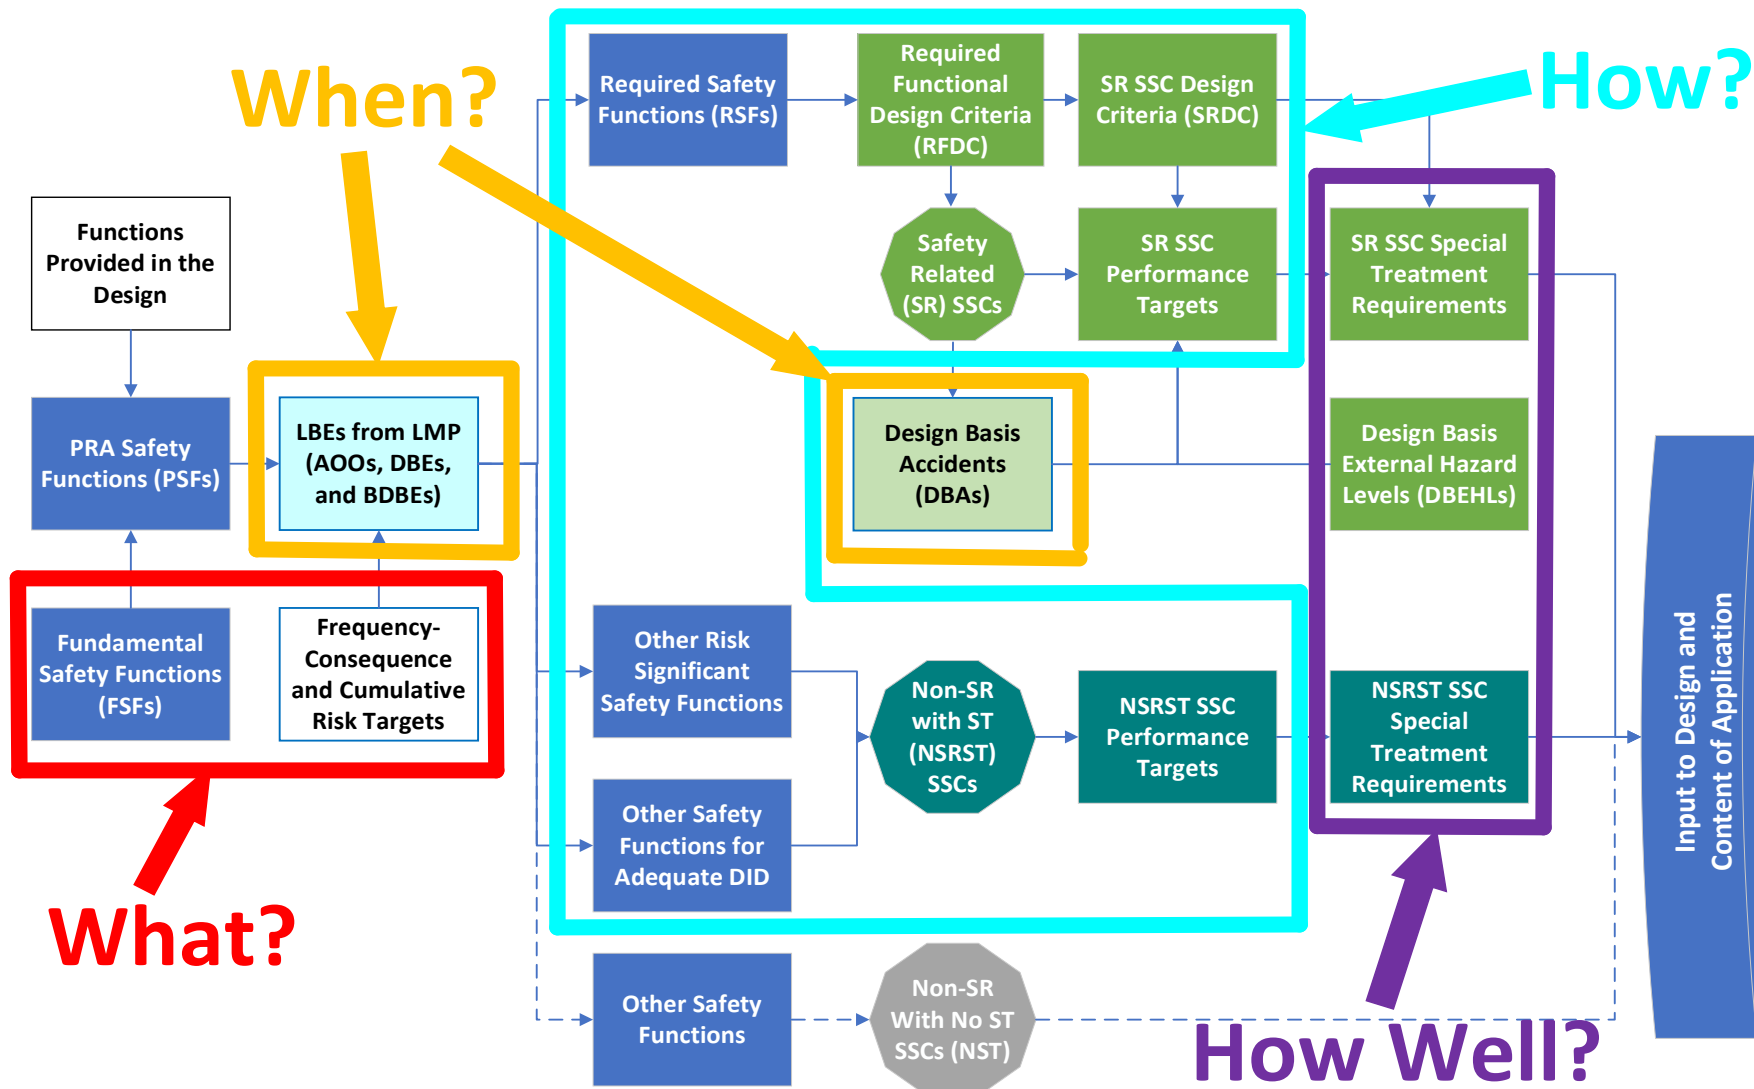 When?
How?
Required Safety
Functions (RSFs)
Required
Functional
Design Criteria
(RFDC)
SR SSC Design
Criteria (SRDC)
Functions
Provided in the
Design
Safety
Related
(SR) SSCs
SR SSC
Performance
Targets
SR SSC Special
Treatment
Requirements
PRA Safety
Functions (PSFs)
LBEs from LMP
(AOOs, DBEs,
and BDBEs)
Design Basis
Accidents
(DBAs)
Design Basis
External Hazard
Levels (DBEHLs)
Fundamental
Safety Functions
(FSFs)
Frequency-
Consequence
and Cumulative
Risk Targets
Other Risk
Significant
Safety Functions
Non-SR
with ST
(NSRST)
SSCs
NSRST SSC
Performance
Targets
NSRST SSC
Special
Treatment
Requirements
Input to Design and
Content of Application
Other Safety
Functions for
Adequate DID
What?
Other Safety
Functions
Non-SR
With No ST
SSCs (NST)
How Well?